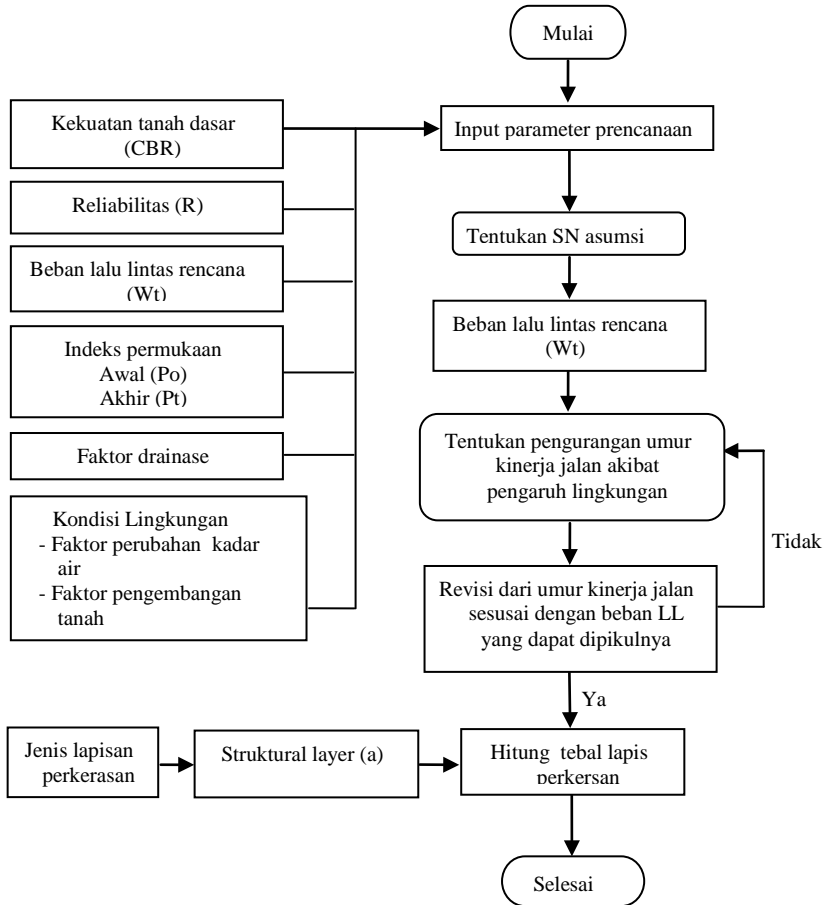 Mulai
Kekuatan tanah dasar
(CBR)
Input parameter prencanaan
Reliabilitas (R)
Tentukan SN asumsi
Beban lalu lintas rencana
(Wt)
Beban lalu lintas rencana
(Wt)
Indeks permukaan
Awal (Po)
Akhir (Pt)
Tentukan pengurangan umur
kinerja jalan akibat
pengaruh lingkungan
Faktor drainase
Kondisi Lingkungan
- Faktor perubahan kadar
air
- Faktor pengembangan
tanah
Tidak
Revisi dari umur kinerja jalan
sesusai dengan beban LL
yang dapat dipikulnya
Ya
Jenis lapisan
perkerasan
Struktural layer (a)
Hitung tebal lapis
perkersan
Selesai